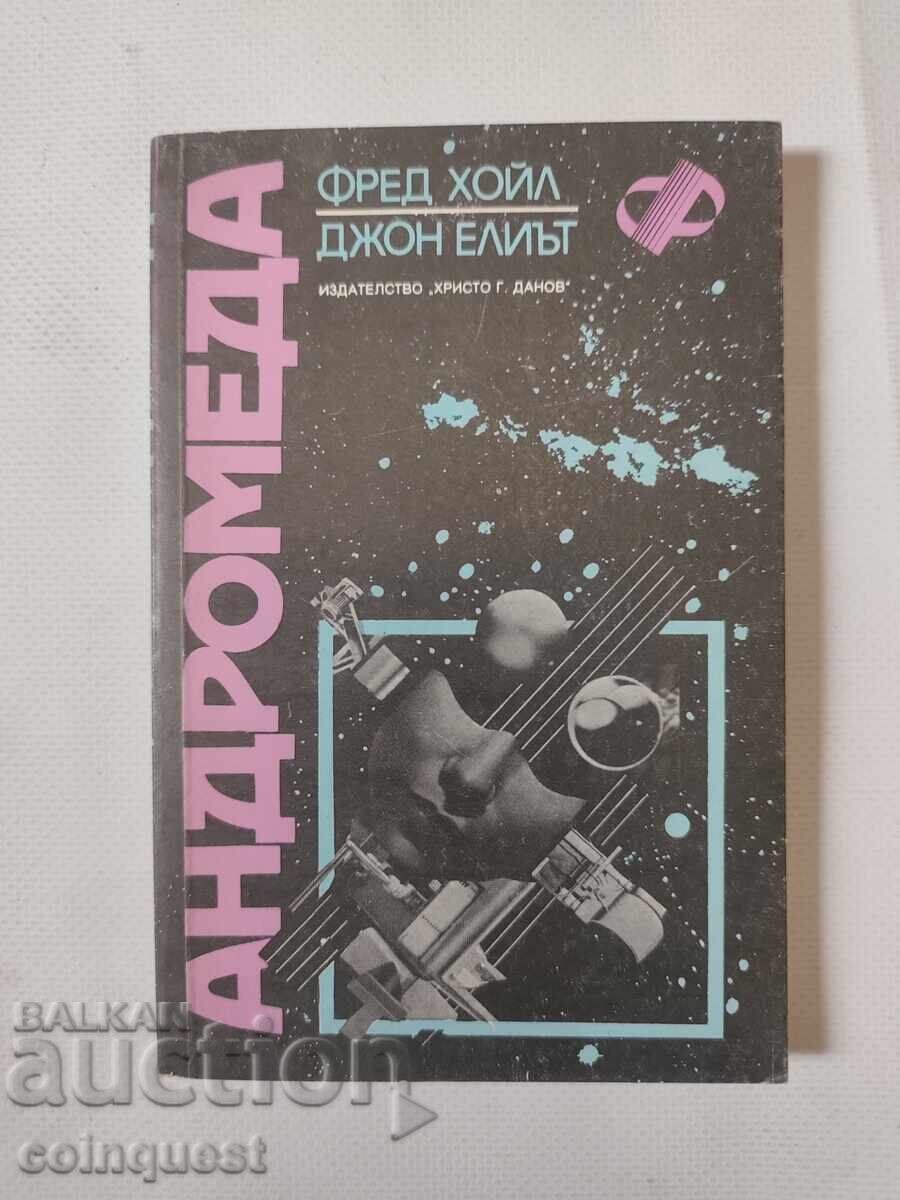 ФРЕД ХОЙЛ
ДЖОН ЕЛИЪТ
ИЗДАТЕЛСТВО „ХРИСТО Г. ДАНОВ"
АНДРОМЕДА
BALKAN
auction
coinquest